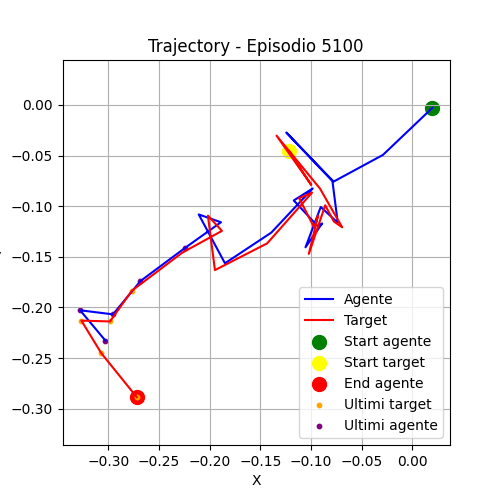 Trajectory - Episodio 5100
0.00
−0.05
−0.10
−0.15
−0.20
−0.25
−0.30
Agente
Target
Start agente
Start target
End agente
Ultimi target
Ultimi agente
−0.30 −0.25 −0.20 −0.15 −0.10 −0.05 0.00
X